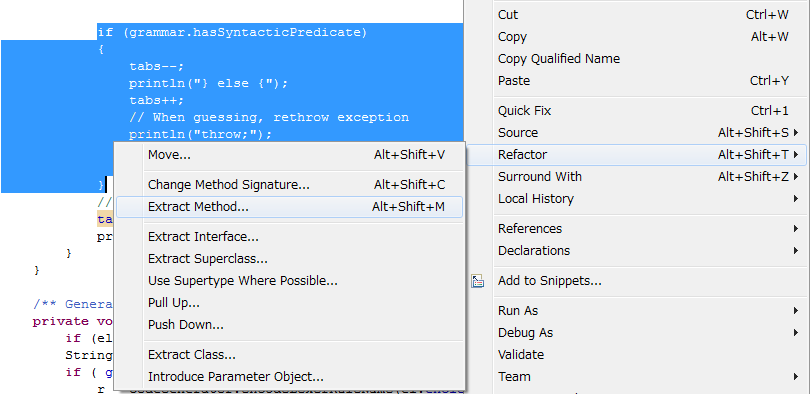 if (grammar.hasSyntacticPredicate)
{
tabs--;
println("} else {");
tabs++;
// When guessing, rethrow exception
println("throw;");
}
//
ta
pr
}
}
/** Genera
private vo
if (el
String
if ( g
Cut Ctrl+W
Copy Alt+W
Copy Qualified Name
Paste Ctrl+Y
Quick Fix Ctrl+1
Source Alt+Shift+S
Refactor Alt+Shift+T
Surround With Alt+Shift+Z
Local History
References
Declarations
Add to Snippets...
Run As
Debug As
Validate
Team
Move... Alt+Shift+V
Change Method Signature... Alt+Shift+C
Extract Method... Alt+Shift+M
Extract Interface...
Extract Superclass...
Use Supertype Where Possible...
Pull Up...
Push Down...
Extract Class...
Introduce Parameter Object...